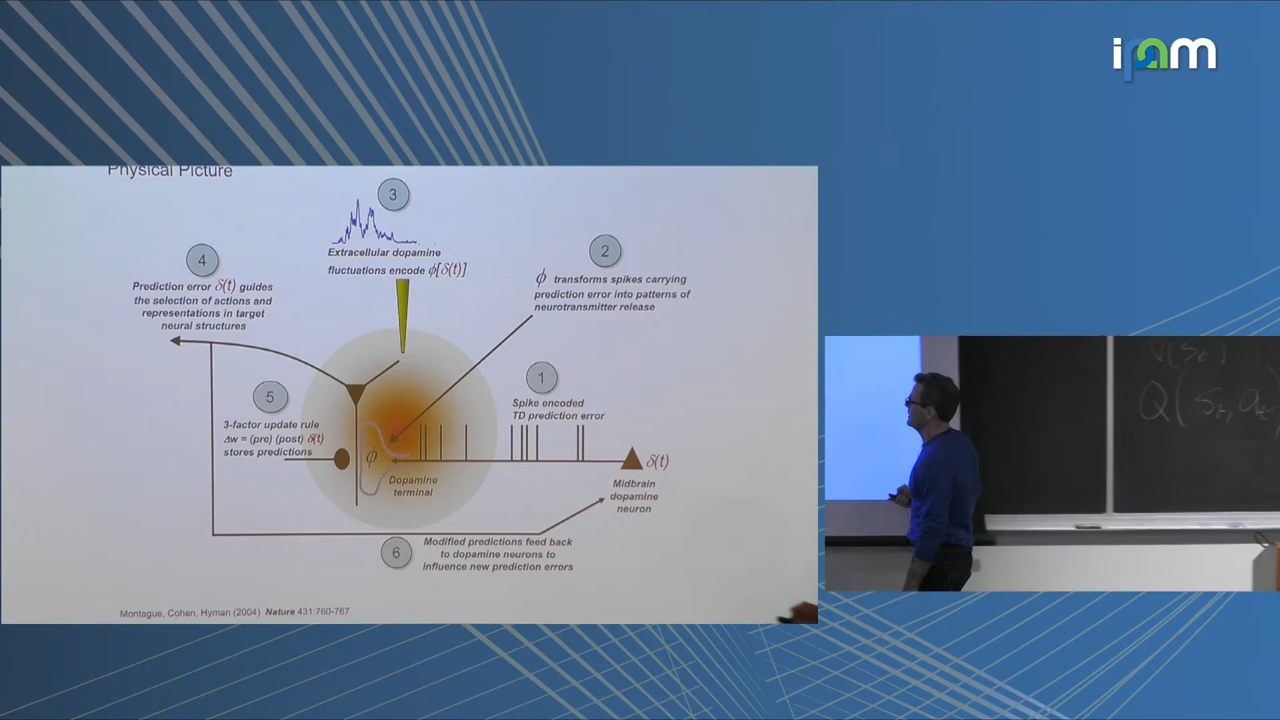 ipam
Physical Picture
3
Extracellular dopamine
fluctuations encode ϕ[δ(t)]
4
Prediction error δ(t) guides
the selection of actions and
representations in target
neural structures
2
ϕ transforms spikes carrying
prediction error into patterns of
neurotransmitter release
1
Spike encoded
TD prediction error
5
3-factor update rule
Δw = (pre) (post) δ(t)
stores predictions
ϕ
Dopamine
terminal
δ(t)
Midbrain
dopamine
neuron
6
Modified predictions feed back
to dopamine neurons to
influence new prediction errors
Montague, Cohen, Hyman (2004) Nature 431:760-767
V(St)
Q(St, at